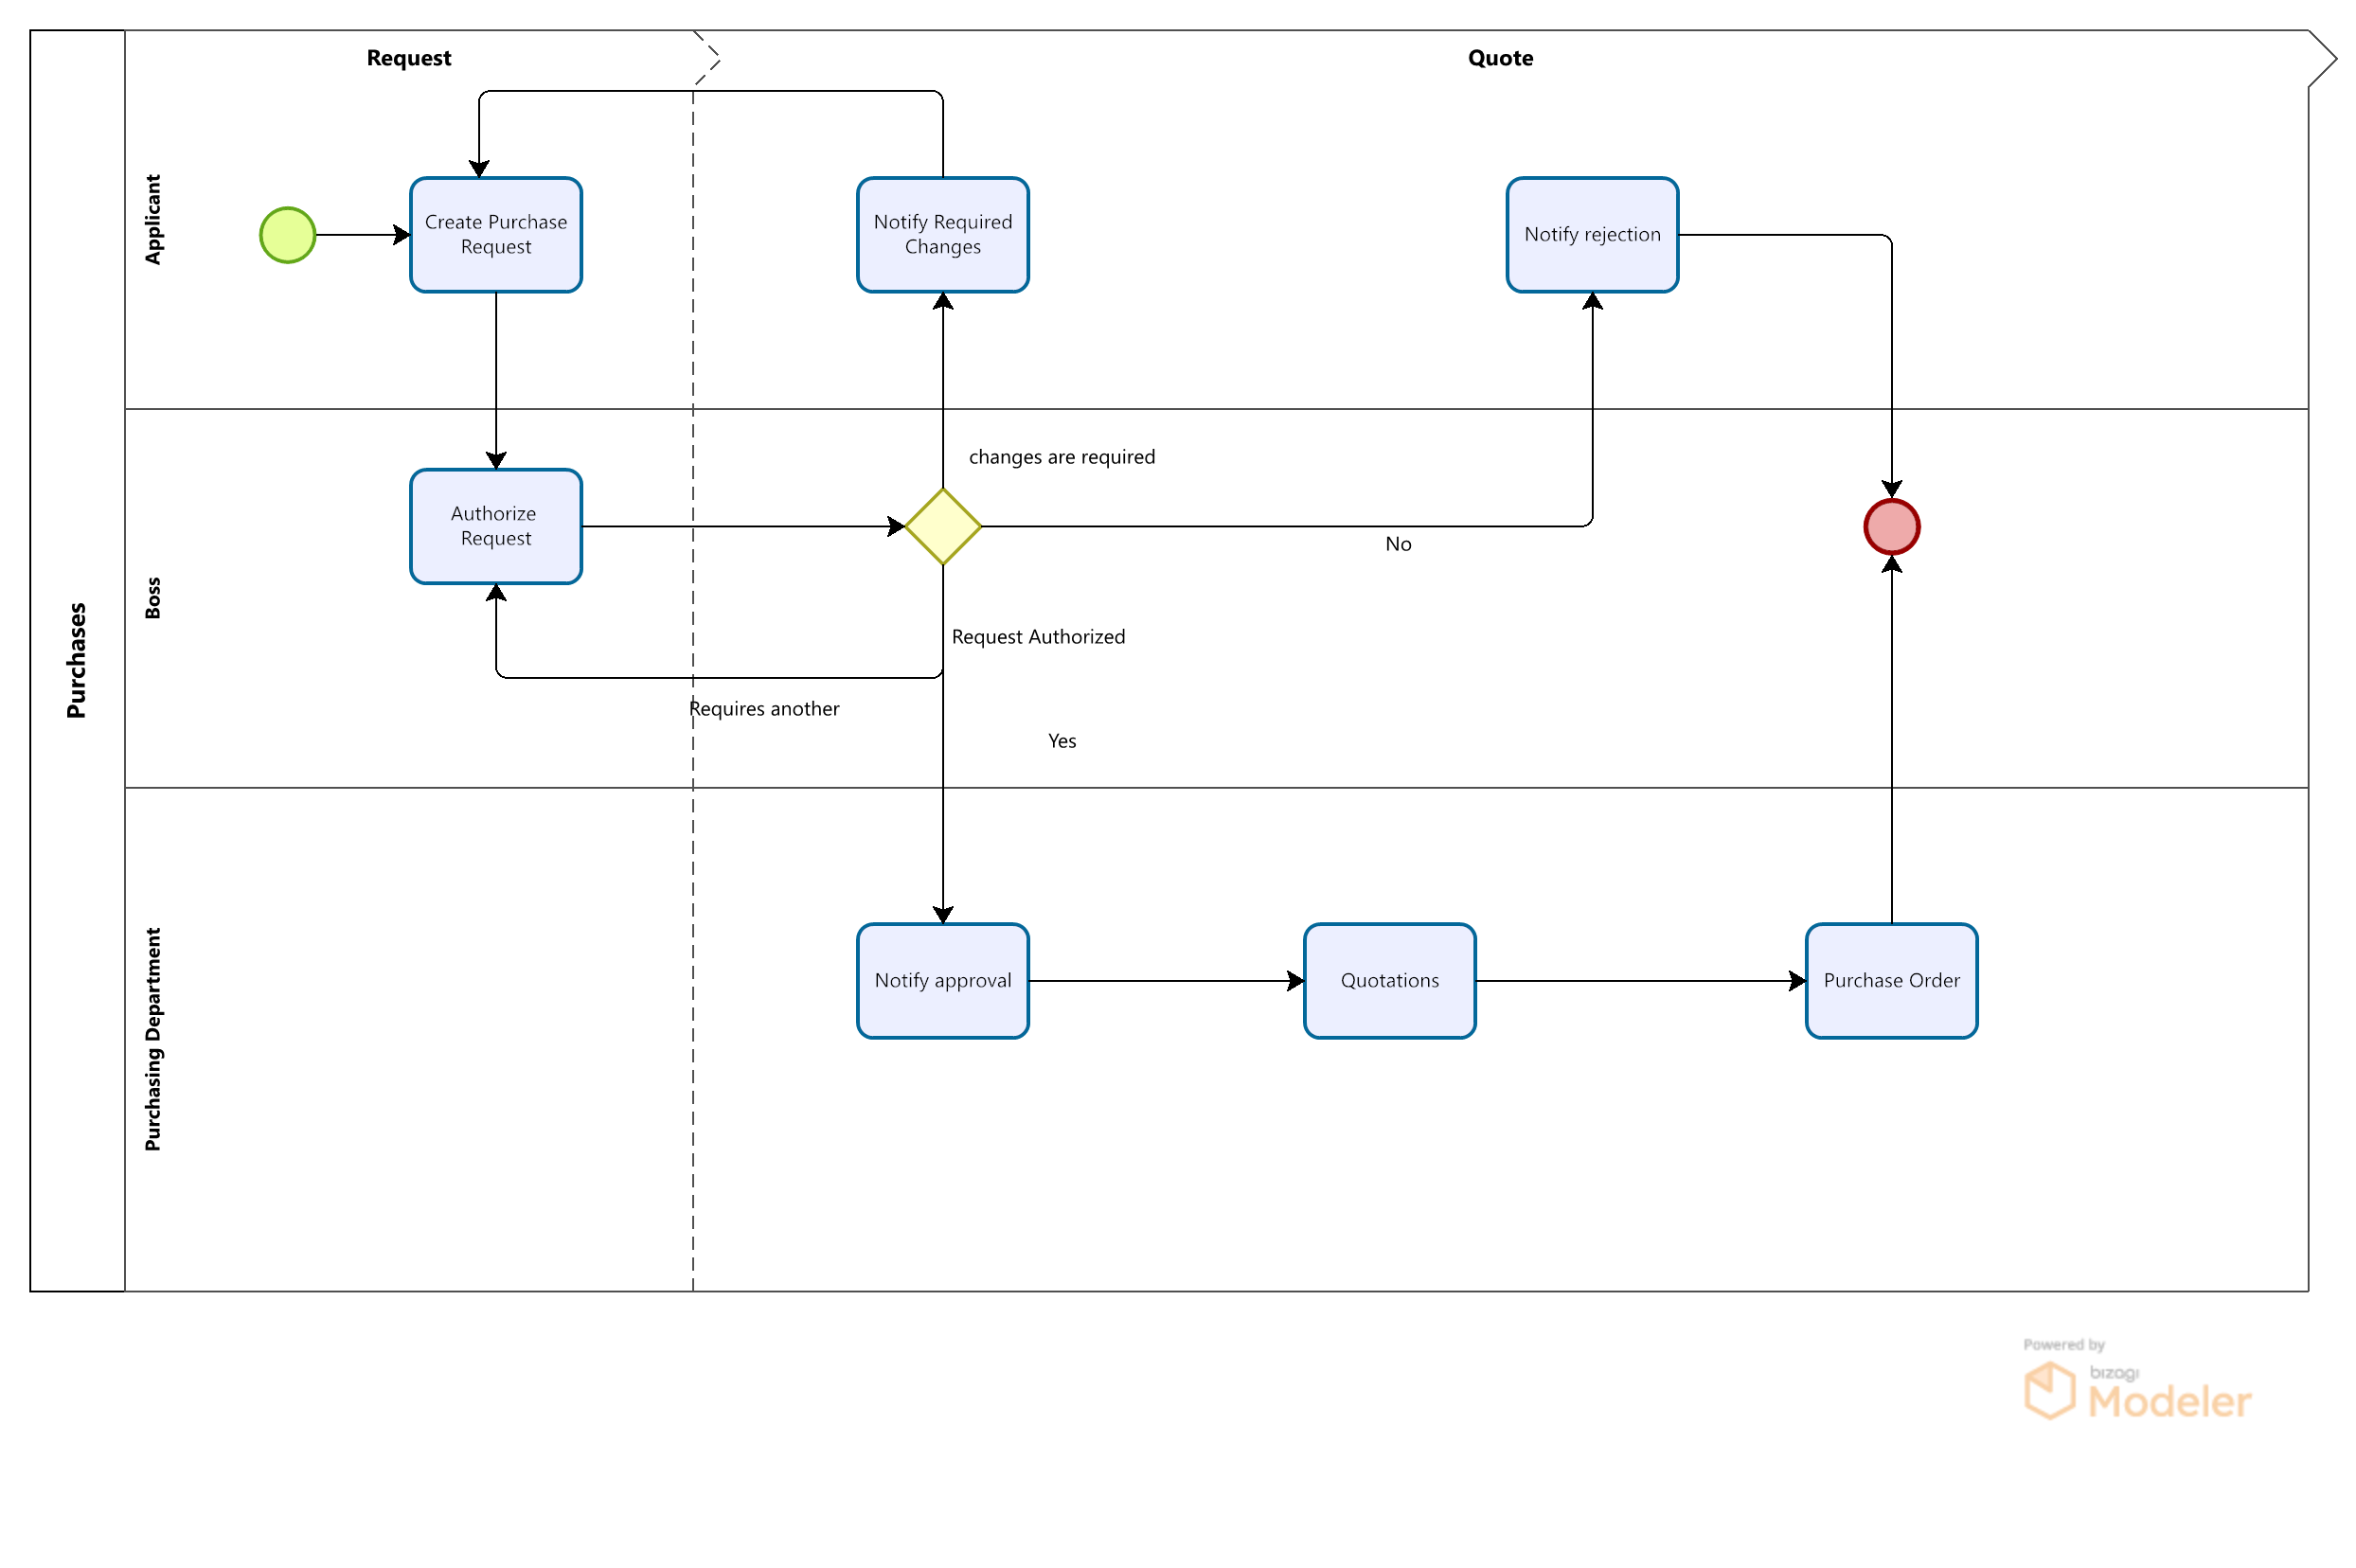 Request
Quote
Purchases
Applicant
Create Purchase
Request
Notify Required
Changes
Notify rejection
Boss
changes are required
Authorize
Request
No
Request Authorized
Requires another
Yes
Purchasing Department
Notify approval
Quotations
Purchase Order
Powered by
bizagi
Modeler